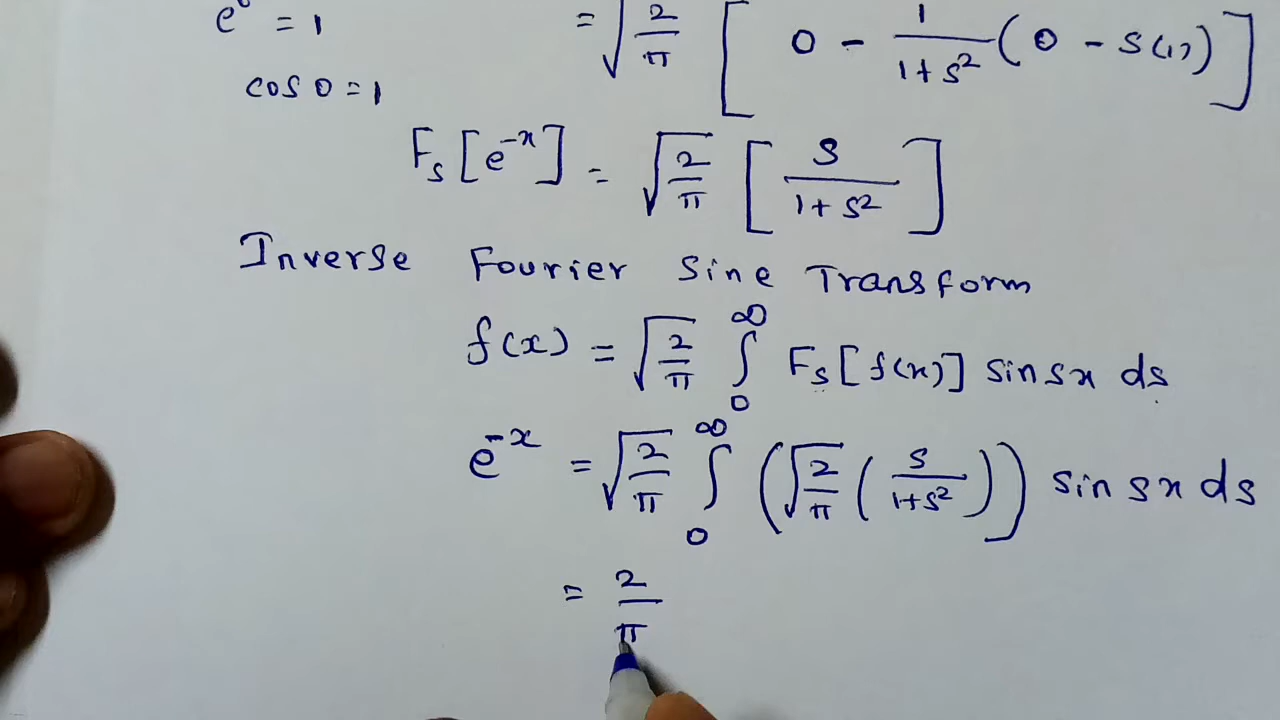 e⁰ = 1 = √(2/π) [ 0 - 1/(1+s²) (0 - s(1)) ]
cos 0 = 1
Fₛ[e⁻ˣ] = √(2/π) [ s/(1+s²) ]
Inverse Fourier Sine Transform
f(x) = √(2/π) ∫₀^∞ Fₛ[f(x)] sin sx ds
e⁻ˣ = √(2/π) ∫₀^∞ (√(2/π) (s/(1+s²))) sin sx ds
= 2/π